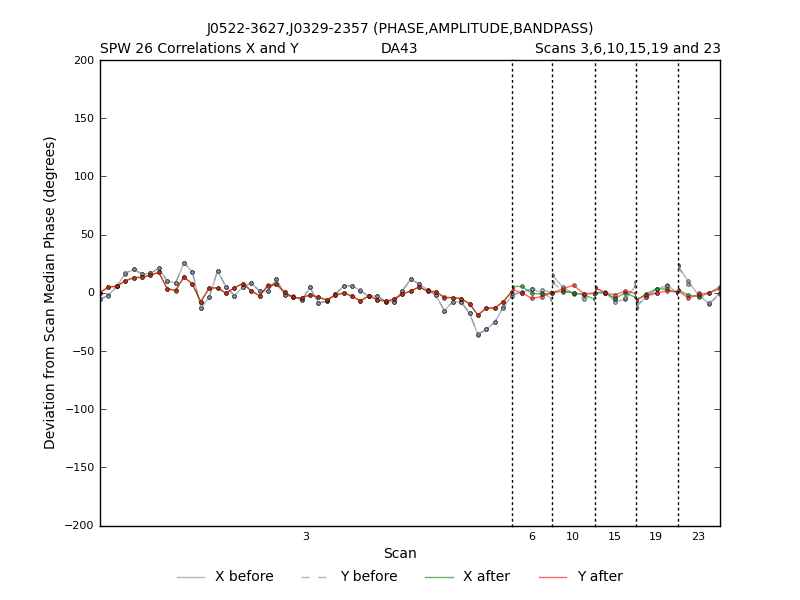 J0522-3627,J0329-2357 (PHASE,AMPLITUDE,BANDPASS)
SPW 26 Correlations X and Y DA43 Scans 3,6,10,15,19 and 23
200
150
100
50
0
−50
−100
−150
−200
Deviation from Scan Median Phase (degrees)
3 6 10 15 19 23
Scan
X before Y before X after Y after